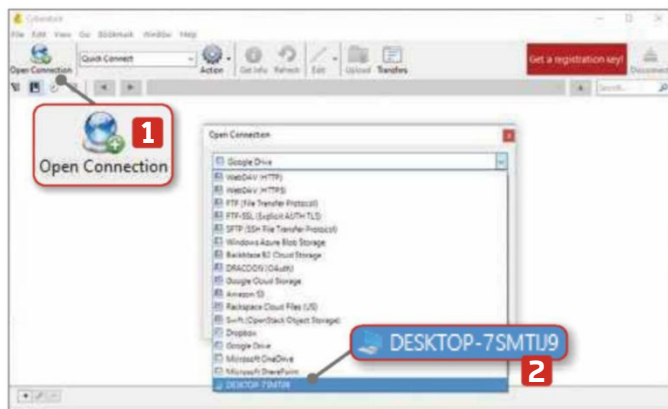 Cyberduck
File Edit View Go Bookmark Window Help
Open Connection
Quick Connect
Action
Get Info
Refresh
Edit
Upload
Transfers
Get a registration key!
Disconnect
Search...
1
Open Connection
Open Connection
Google Drive
WebDAV (HTTP)
WebDAV (HTTPS)
FTP (File Transfer Protocol)
FTP-SSL (Explicit AUTH TLS)
SFTP (SSH File Transfer Protocol)
Windows Azure Blob Storage
Backblaze B2 Cloud Storage
DRACOON (OAuth)
Google Cloud Storage
Amazon S3
Rackspace Cloud Files (US)
Swift (OpenStack Object Storage)
Dropbox
Google Drive
Microsoft OneDrive
Microsoft SharePoint
DESKTOP-7SMTIJ9
DESKTOP-7SMTIJ9
2